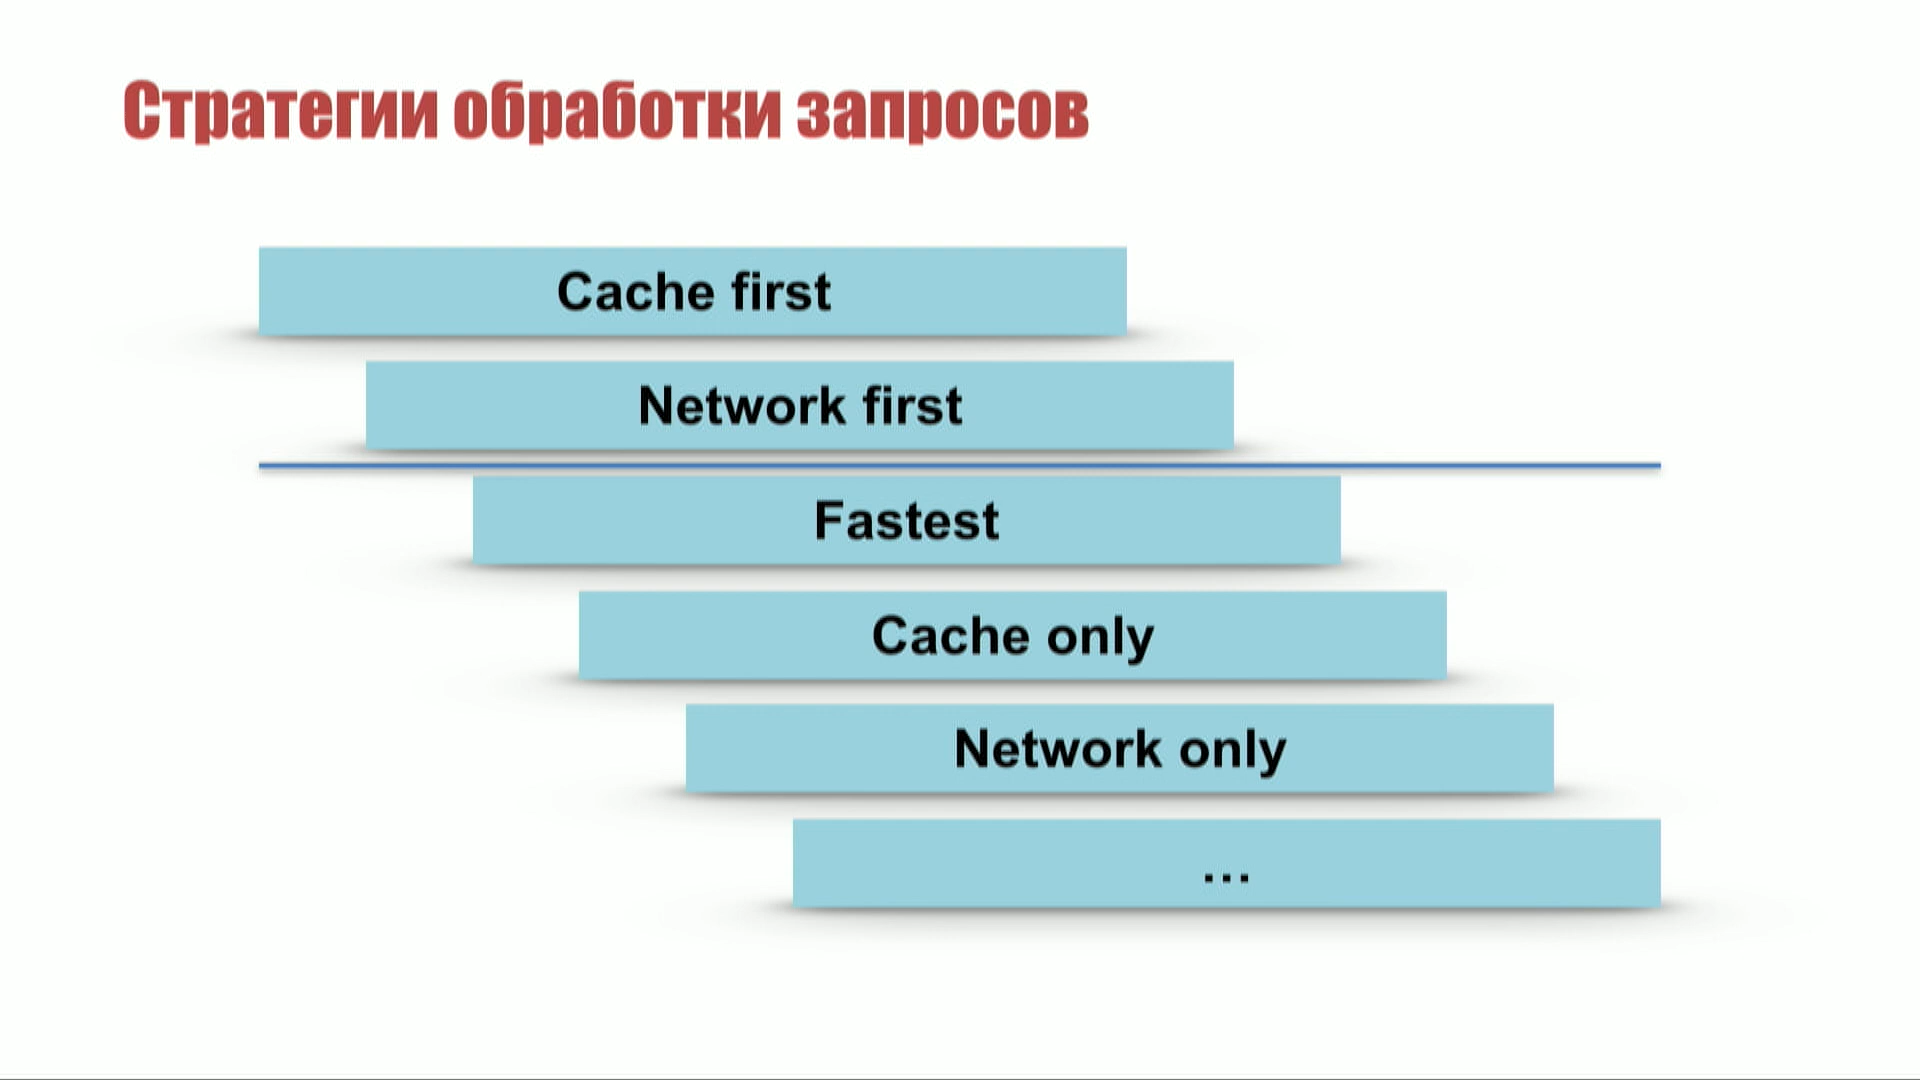 Стратегии обработки запросов
Cache first
Network first
Fastest
Cache only
Network only
...